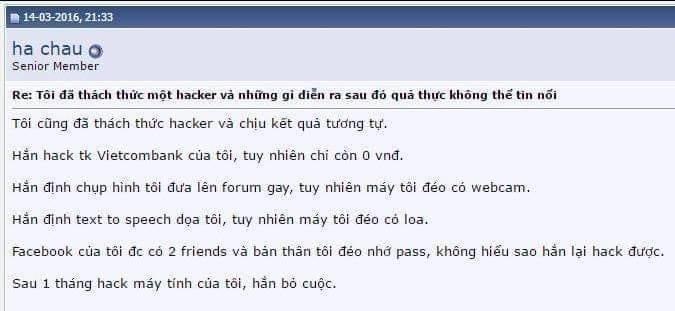 14-03-2016, 21:33
ha chau
Senior Member
Re: Tôi đã thách thức một hacker và những gì diễn ra sau đó quả thực không thể tin nổi
Tôi cũng đã thách thức hacker và chịu kết quả tương tự.
Hắn hack tk Vietcombank của tôi, tuy nhiên chỉ còn 0 vnđ.
Hắn định chụp hình tôi đưa lên forum gay, tuy nhiên máy tôi đéo có webcam.
Hắn định text to speech dọa tôi, tuy nhiên máy tôi đéo có loa.
Facebook của tôi đc có 2 friends và bản thân tôi đéo nhớ pass, không hiểu sao hắn lại hack được.
Sau 1 tháng hack máy tính của tôi, hắn bỏ cuộc.